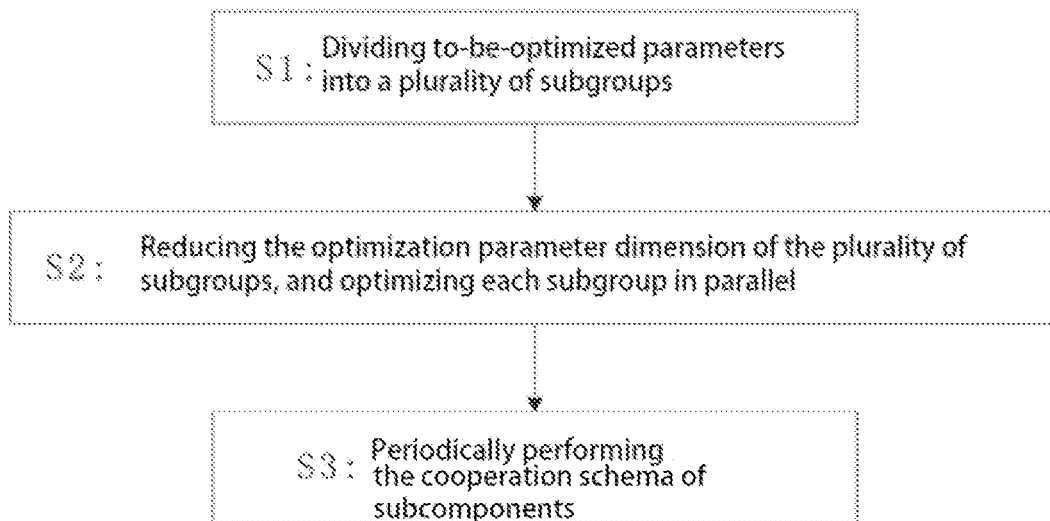 S1: Dividing to-be-optimized parameters
into a plurality of subgroups
S2: Reducing the optimization parameter dimension of the plurality of
subgroups, and optimizing each subgroup in parallel
S3: Periodically performing
the cooperation schema of
subcomponents